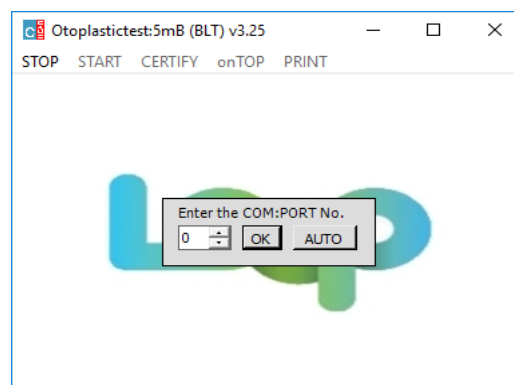 Otoplastictest:5mB (BLT) v3.25
STOP START CERTIFY onTOP PRINT
Enter the COM:PORT No.
0 OK AUTO